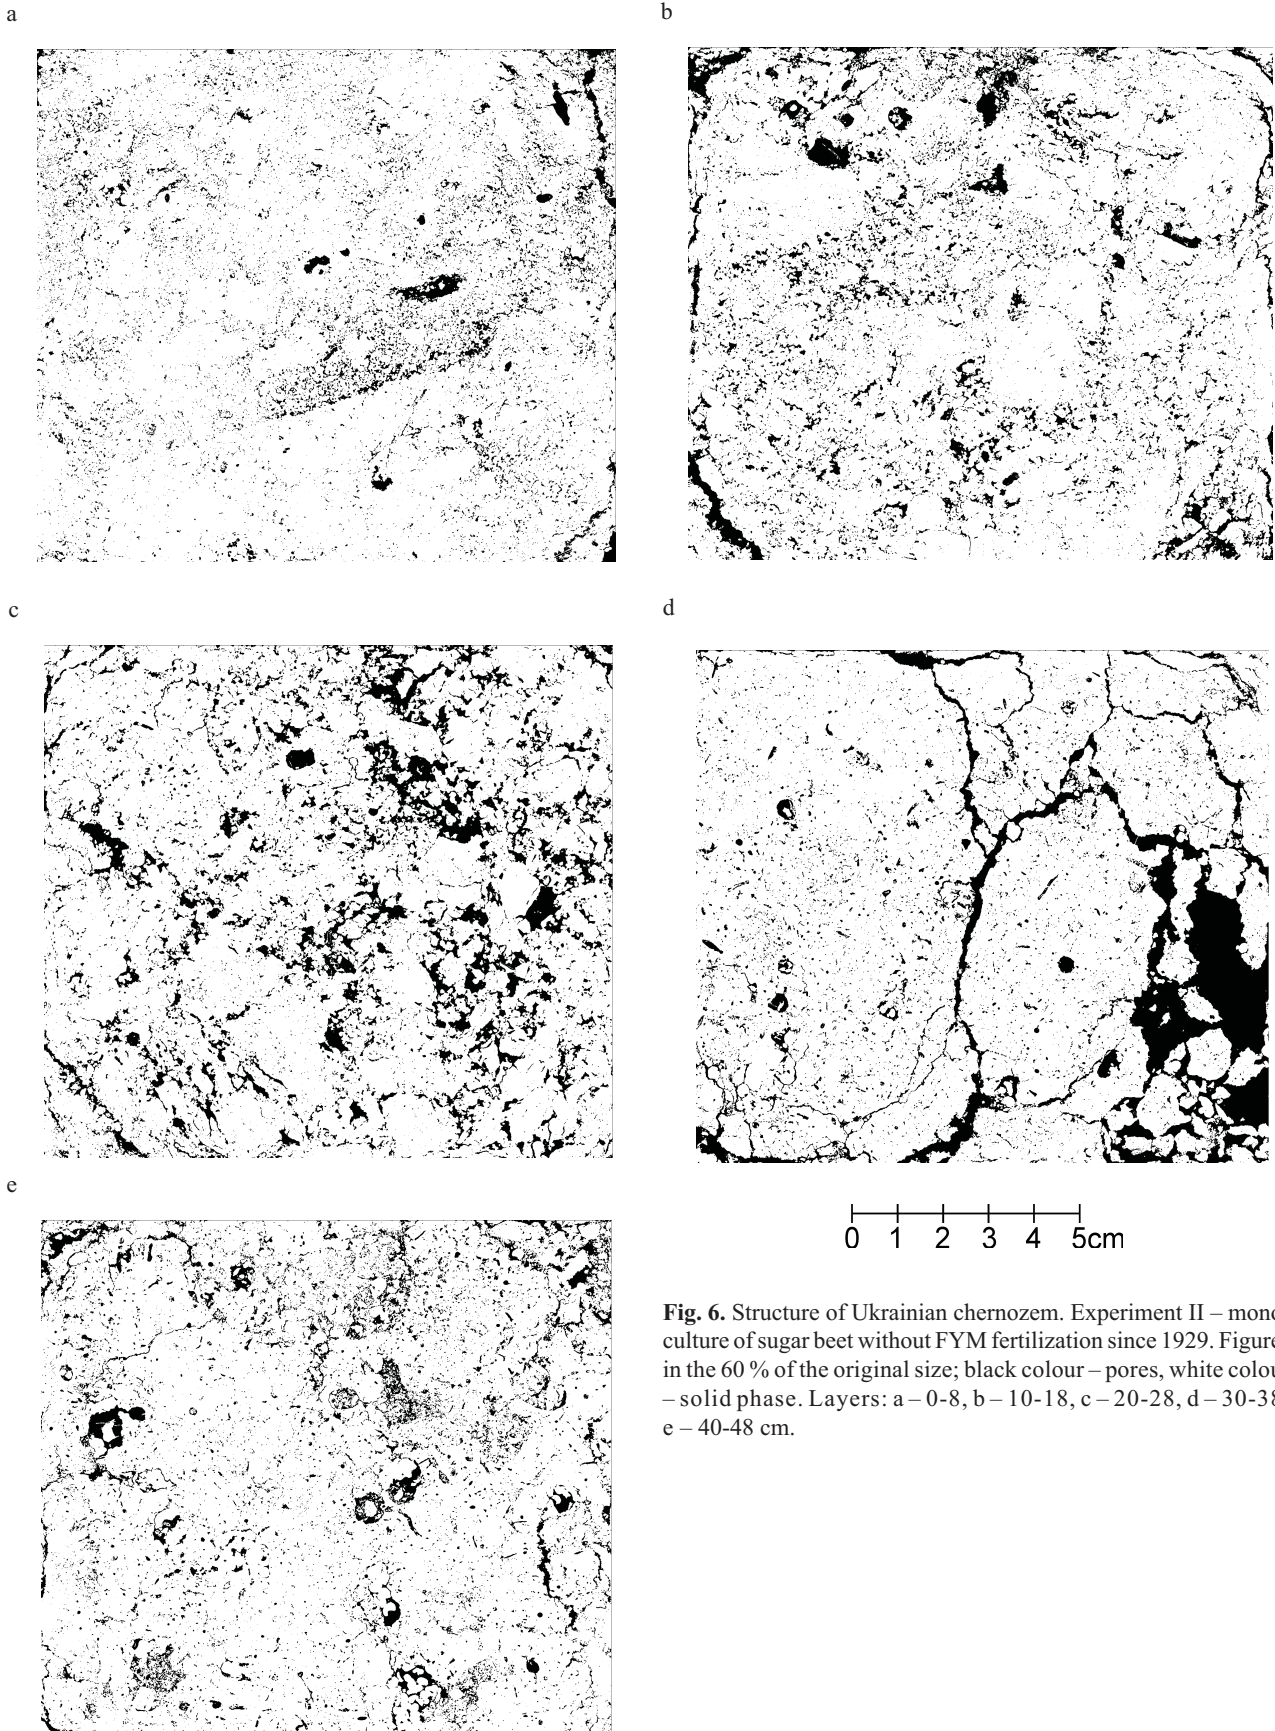 a
b
c
d
e
0 1 2 3 4 5cm
Fig. 6. Structure of Ukrainian chernozem. Experiment II – mono
culture of sugar beet without FYM fertilization since 1929. Figure
in the 60 % of the original size; black colour – pores, white colou
– solid phase. Layers: a – 0-8, b – 10-18, c – 20-28, d – 30-38
e – 40-48 cm.